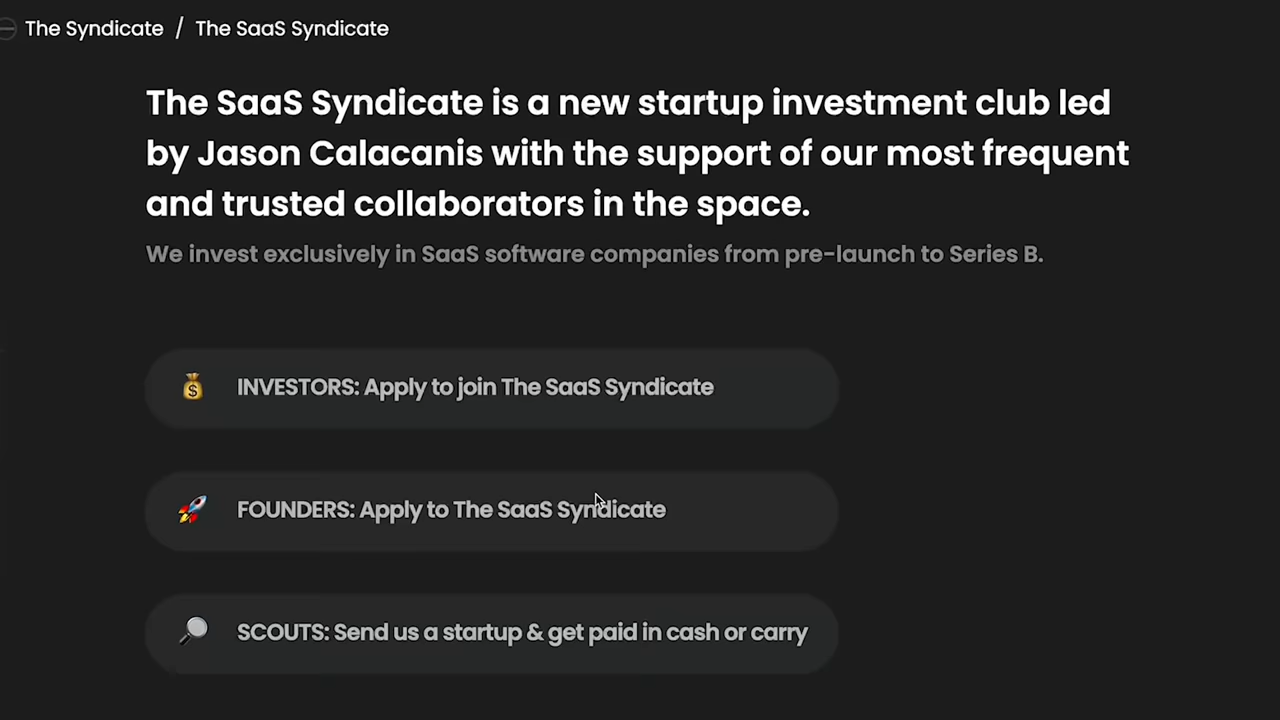 The Syndicate / The SaaS Syndicate
The SaaS Syndicate is a new startup investment club led
by Jason Calacanis with the support of our most frequent
and trusted collaborators in the space.
We invest exclusively in SaaS software companies from pre-launch to Series B.
INVESTORS: Apply to join The SaaS Syndicate
FOUNDERS: Apply to The SaaS Syndicate
SCOUTS: Send us a startup & get paid in cash or carry